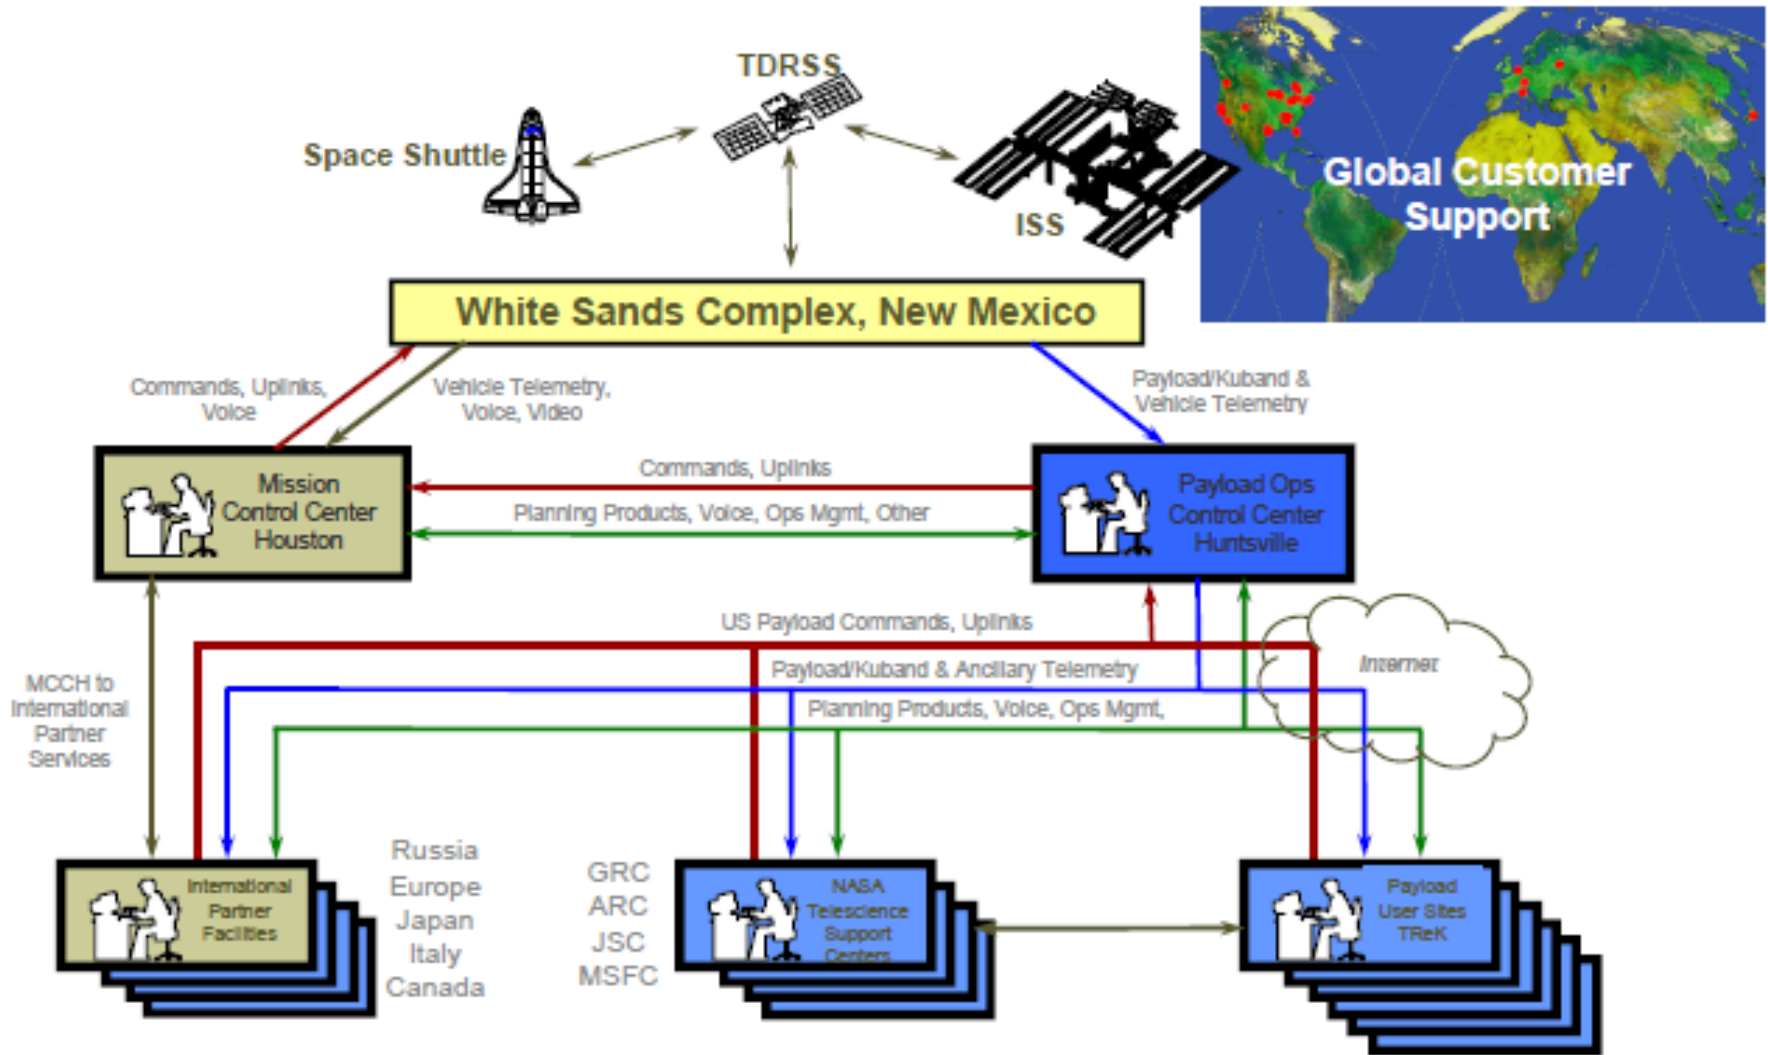 TDRSS
Space Shuttle
ISS
Global Customer
Support
White Sands Complex, New Mexico
Commands, Uplinks,
Voice
Vehicle Telemetry,
Voice, Video
Payload/Kuband &
Vehicle Telemetry
Mission
Control Center
Houston
Commands, Uplinks
Planning Products, Voice, Ops Mgmt, Other
Payload Ops
Control Center
Huntsville
US Payload Commands, Uplinks
Payload/Kuband & Ancillary Telemetry
Planning Products, Voice, Ops Mgmt,
Internet
MCCH to
International
Partner
Services
International
Partner
Facilities
Russia
Europe
Japan
Italy
Canada
GRC
ARC
JSC
MSFC
NASA
Telescience
Support
Centers
Payload
User Sites
TReK